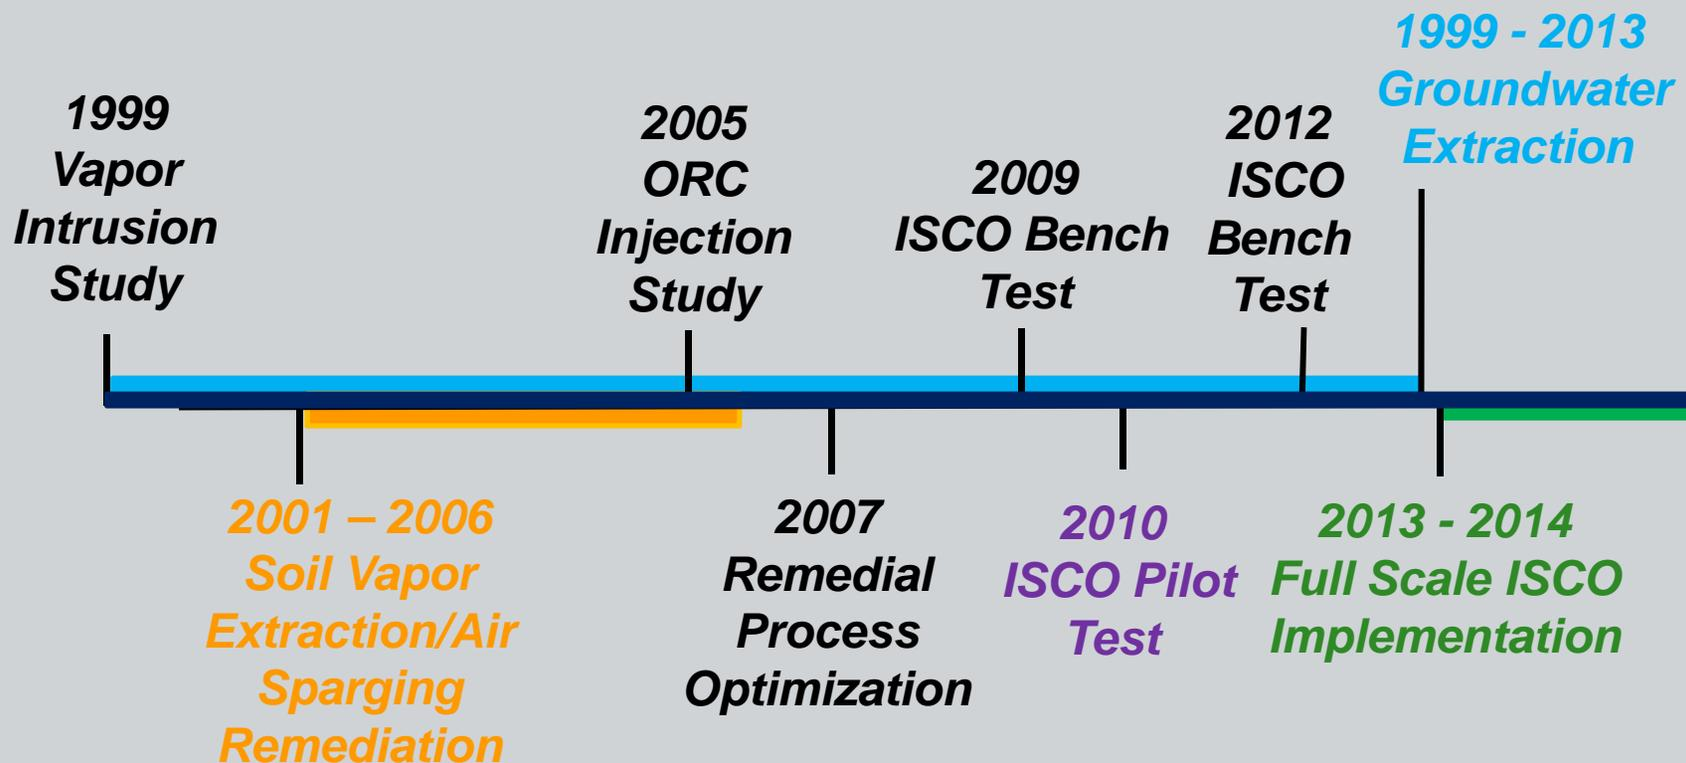 1999
Vapor
Intrusion
Study
2005
ORC
Injection
Study
2009
ISCO Bench
Test
2012
ISCO
Bench
Test
1999 - 2013
Groundwater
Extraction
2001 – 2006
Soil Vapor
Extraction/Air
Sparging
Remediation
2007
Remedial
Process
Optimization
2010
ISCO Pilot
Test
2013 - 2014
Full Scale ISCO
Implementation